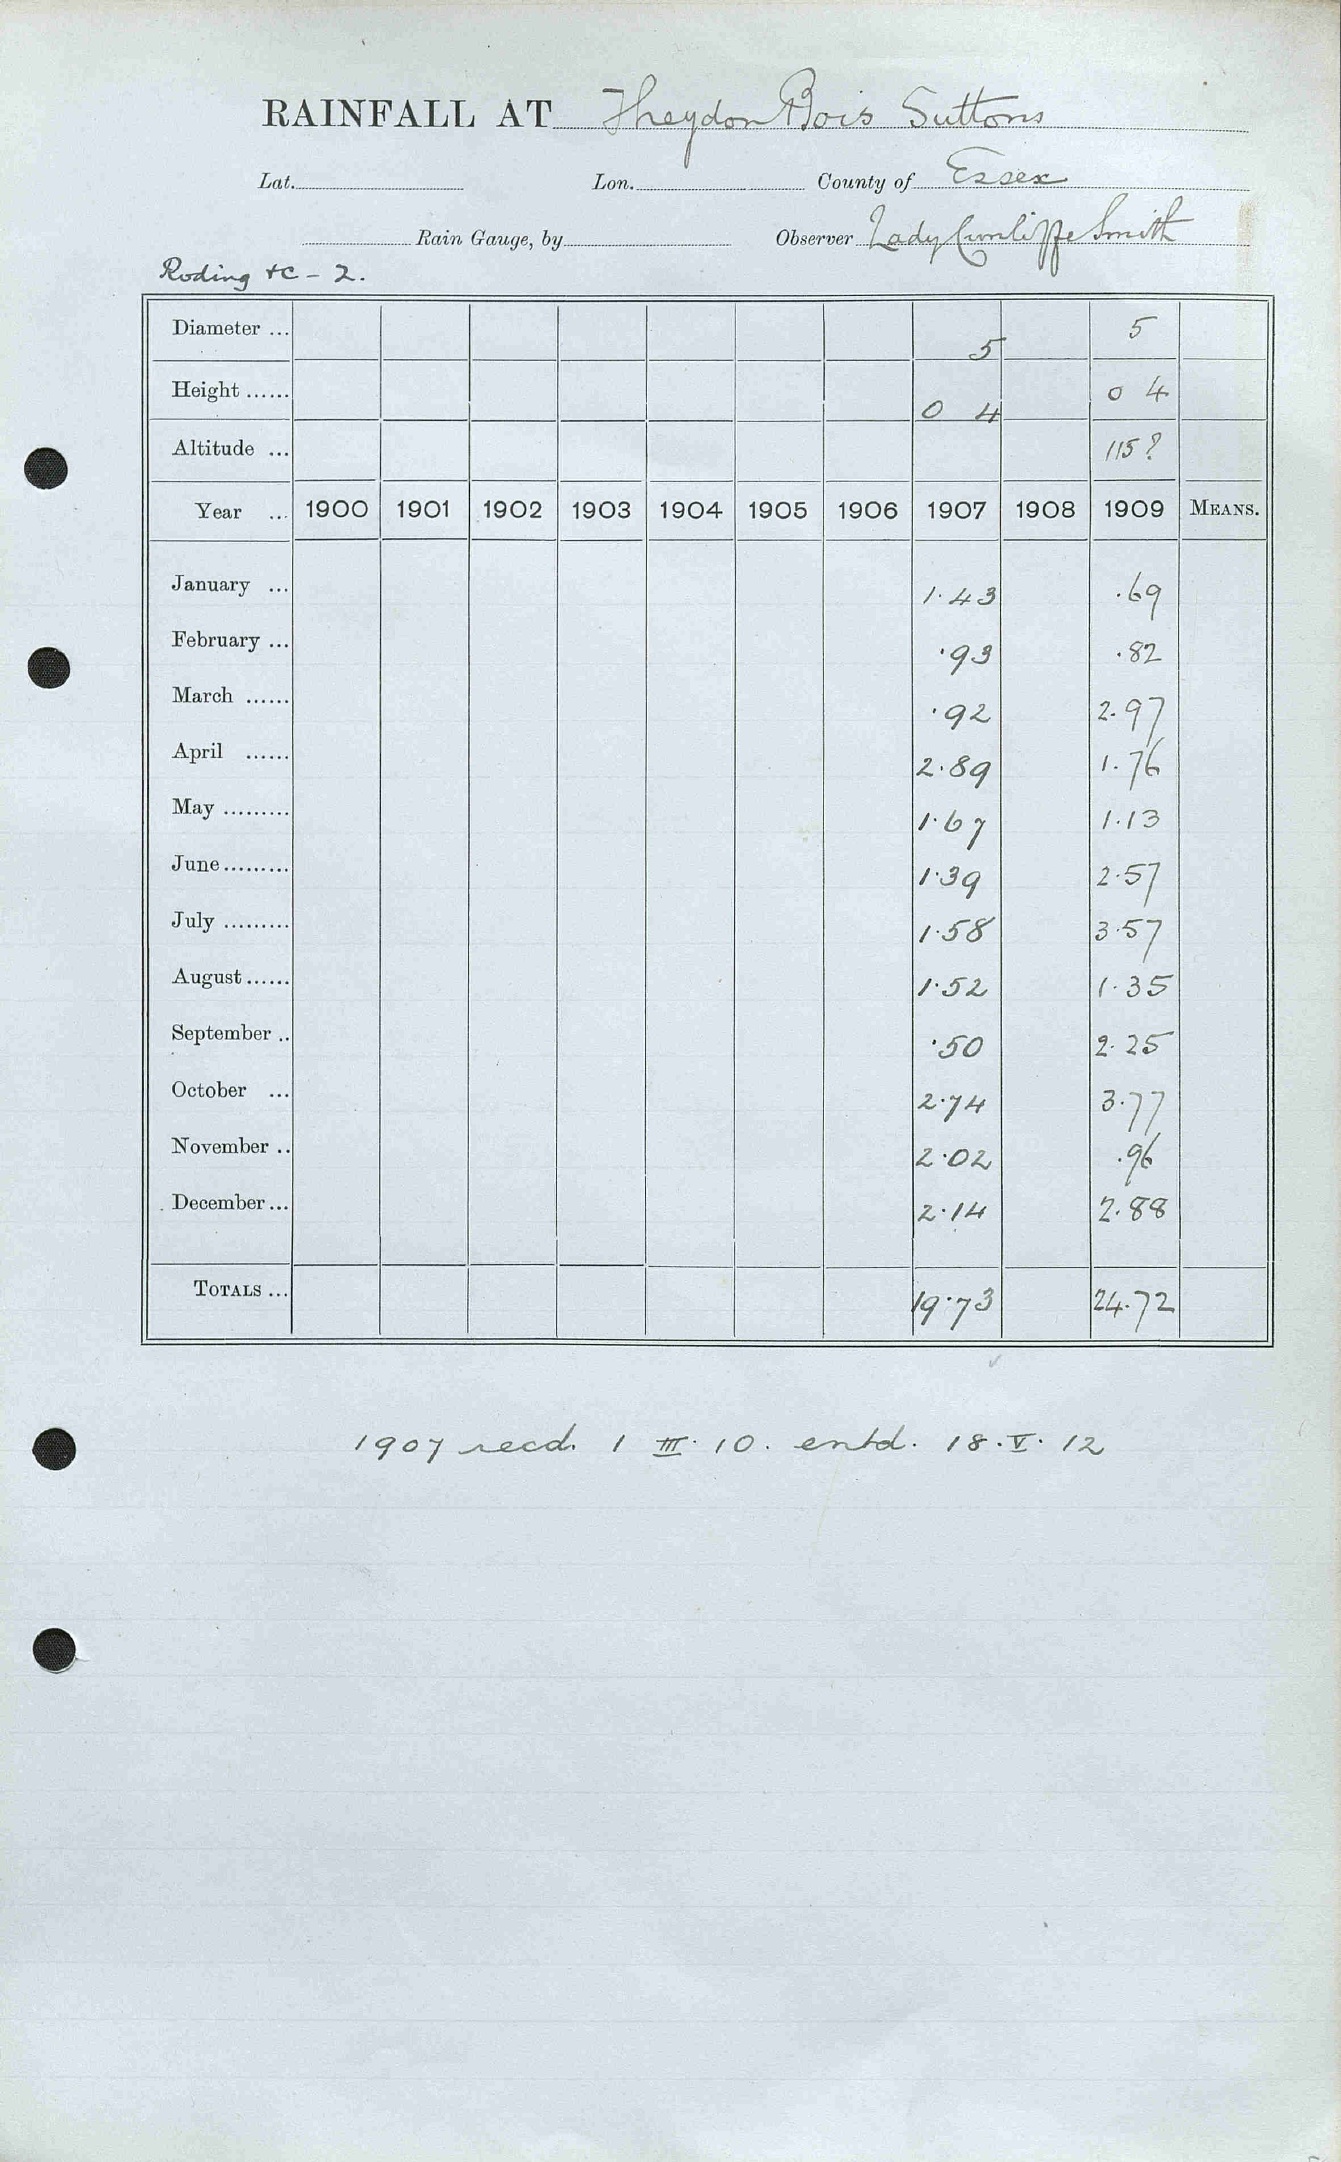 RAINFALL AT Theydon Bois Suttons
Lat. Lon. County of Essex
Rain Gauge, by Observer Lady Cunliffe Smith
Roding &c - 2.
Diameter ... 5 5
Height ...... 0 4 0 4
Altitude ... 115?
Year ... 1900 1901 1902 1903 1904 1905 1906 1907 1908 1909 MEANS.
January ... 1.43 .69
February ... .93 .82
March ...... .92 2.97
April ...... 2.89 1.76
May ......... 1.67 1.13
June ......... 1.39 2.57
July ......... 1.58 3.57
August ...... 1.52 1.35
September .. .50 2.25
October ... 2.74 3.77
November .. 2.02 .96
December ... 2.14 2.88
TOTALS ... 19.73 24.72
1907 recd. 1 III. 10. entd. 18.V.12